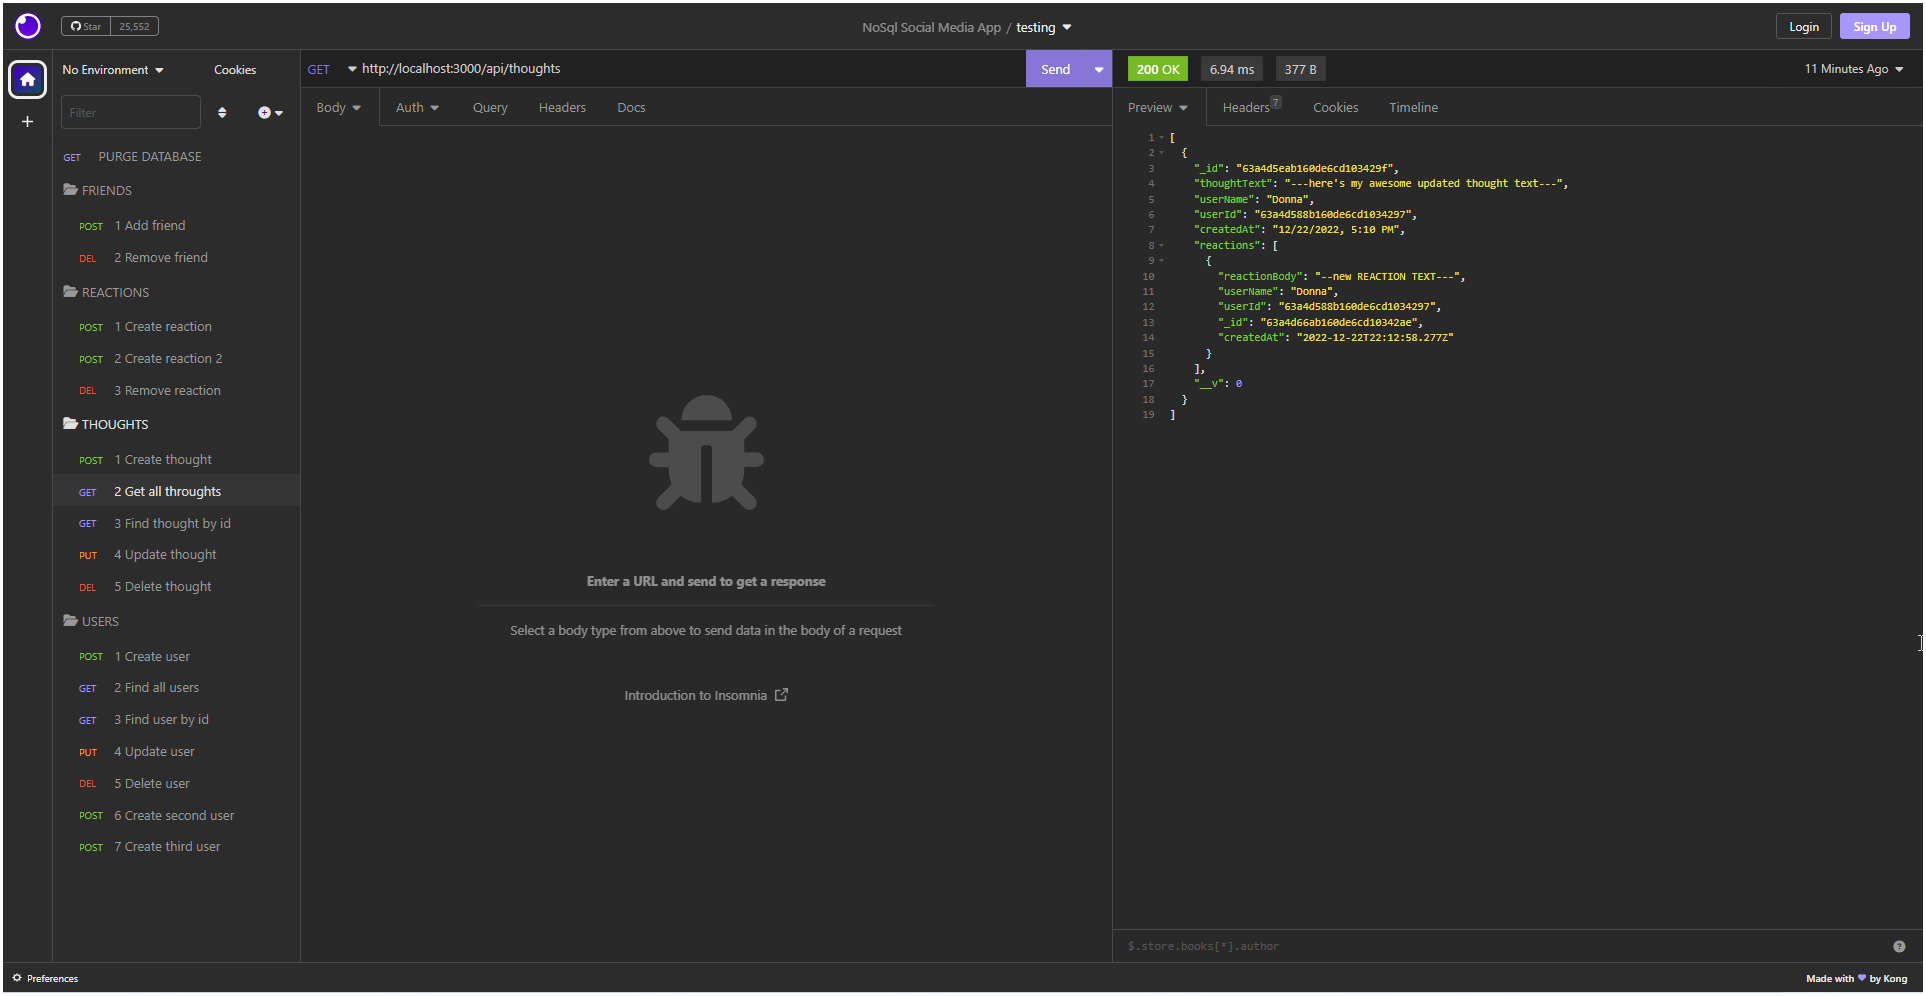 Star 25,552
NoSql Social Media App / testing
Login
Sign Up
No Environment
Cookies
Filter
GET PURGE DATABASE
FRIENDS
POST 1 Add friend
DEL 2 Remove friend
REACTIONS
POST 1 Create reaction
POST 2 Create reaction 2
DEL 3 Remove reaction
THOUGHTS
POST 1 Create thought
GET 2 Get all throughts
GET 3 Find thought by id
PUT 4 Update thought
DEL 5 Delete thought
USERS
POST 1 Create user
GET 2 Find all users
GET 3 Find user by id
PUT 4 Update user
DEL 5 Delete user
POST 6 Create second user
POST 7 Create third user
GET http://localhost:3000/api/thoughts
Send
Body Auth Query Headers Docs
Enter a URL and send to get a response
Select a body type from above to send data in the body of a request
Introduction to Insomnia
200 OK 6.94 ms 377 B
11 Minutes Ago
Preview Headers 7 Cookies Timeline
1 [
2 {
3 "_id": "63a4d5eab160de6cd103429f",
4 "thoughtText": "---here's my awesome updated thought text---",
5 "userName": "Donna",
6 "userId": "63a4d588b160de6cd1034297",
7 "createdAt": "12/22/2022, 5:10 PM",
8 "reactions": [
9 {
10 "reactionBody": "--new REACTION TEXT---",
11 "userName": "Donna",
12 "userId": "63a4d588b160de6cd1034297",
13 "_id": "63a4d66ab160de6cd10342ae",
14 "createdAt": "2022-12-22T22:12:58.277Z"
15 }
16 ],
17 "__v": 0
18 }
19 ]
$.store.books[*].author
Preferences
Made with by Kong